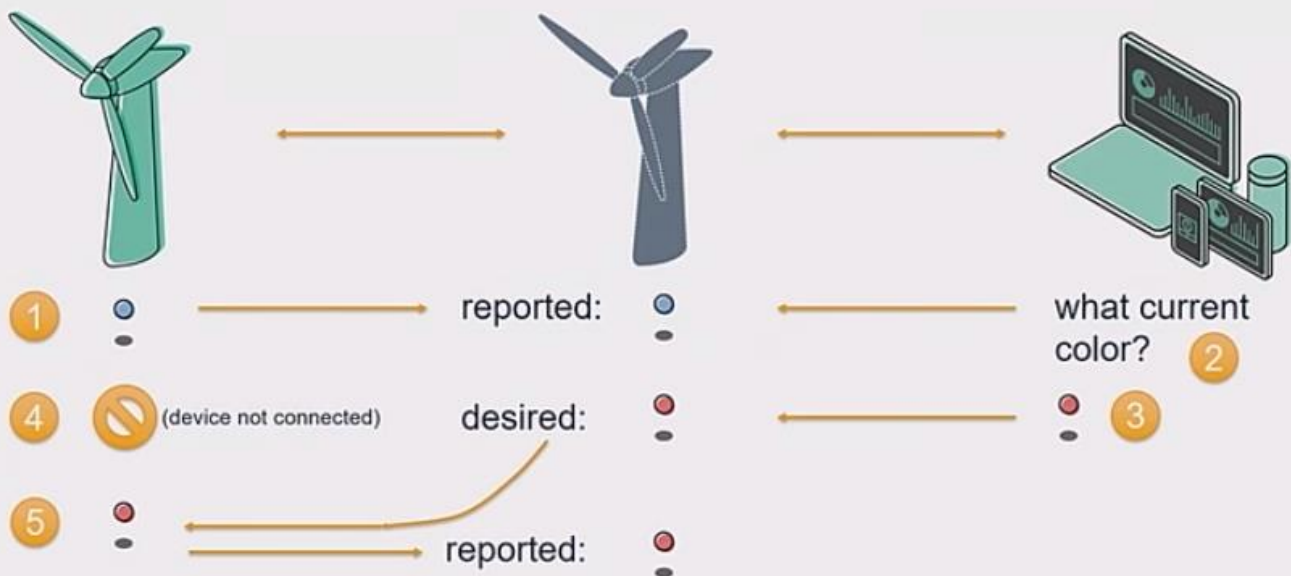 1
reported:
what current
color?
2
4
(device not connected)
desired:
3
5
reported: